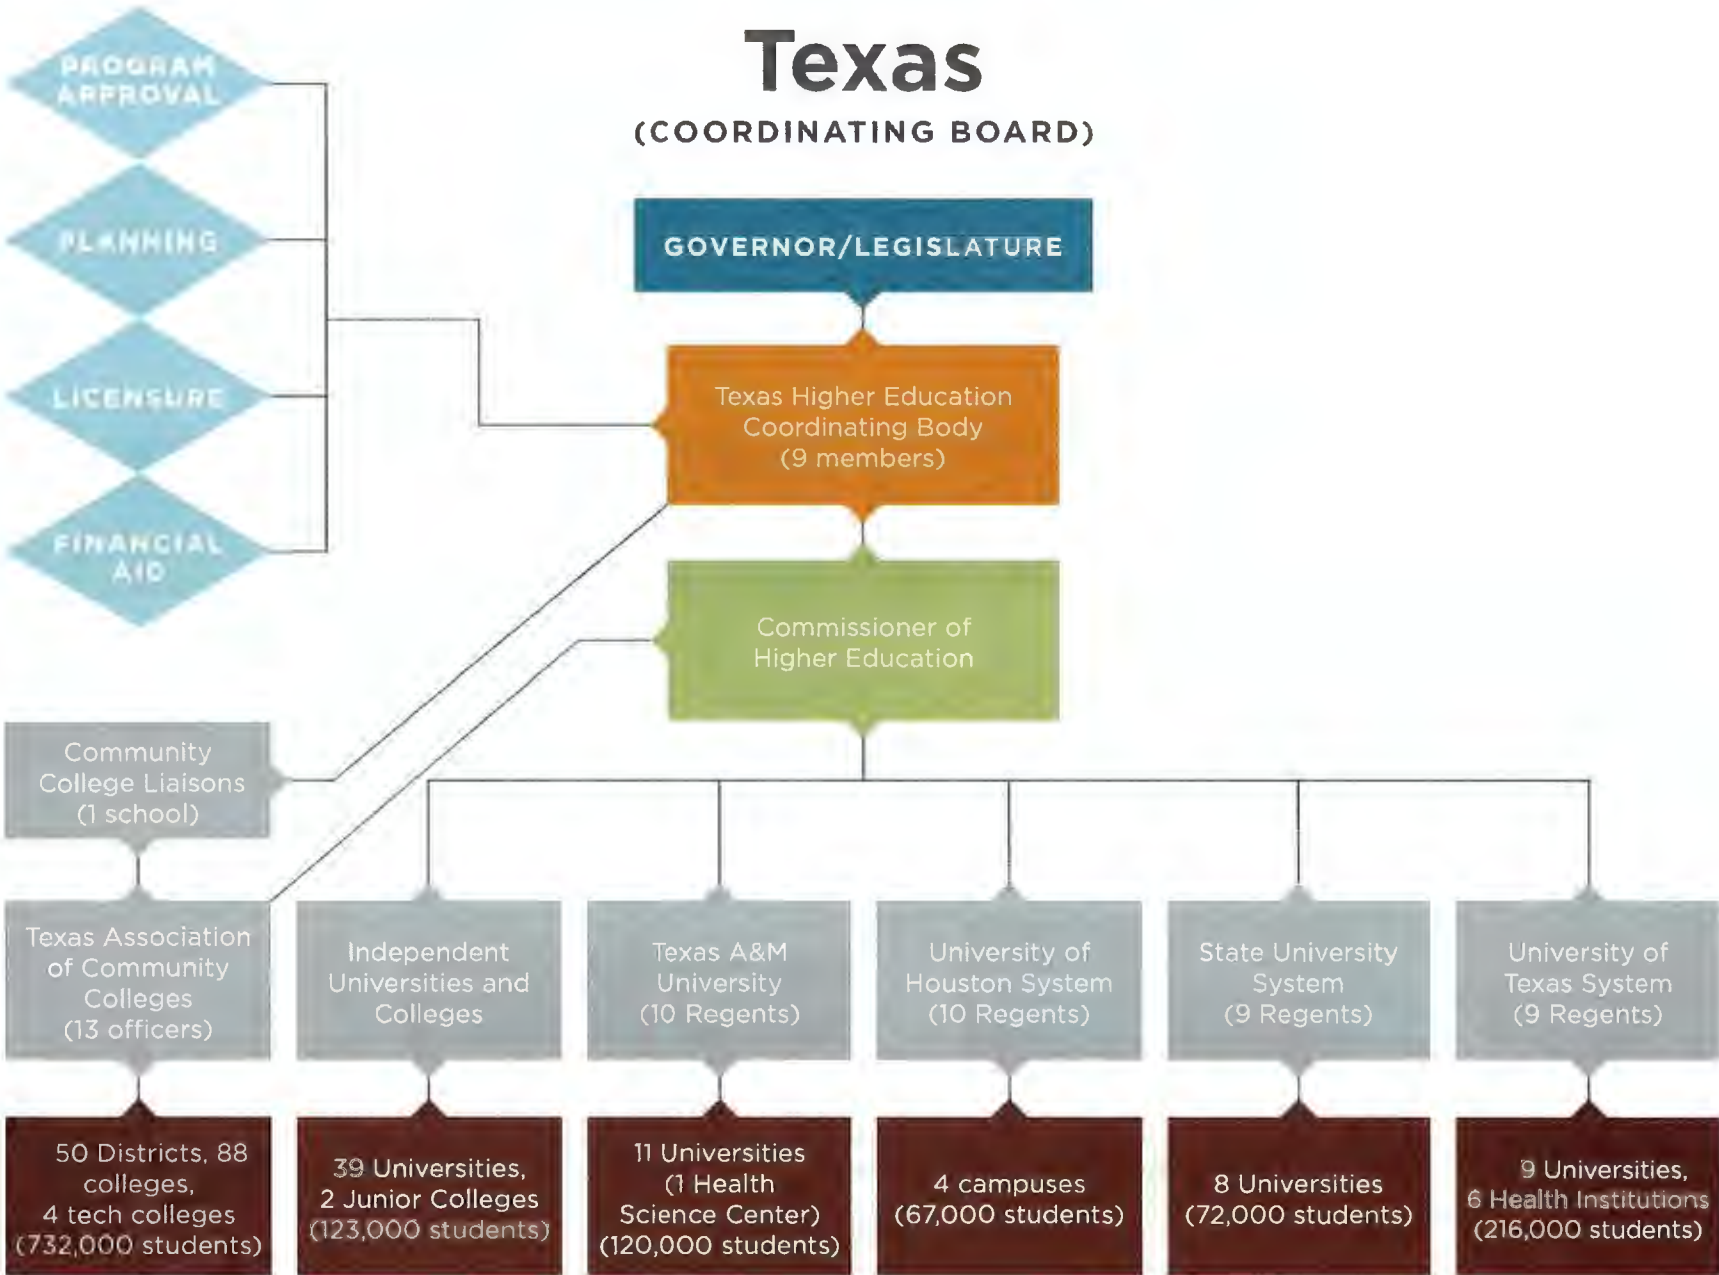 Texas
(COORDINATING BOARD)
PROGRAM
APPROVAL
PLANNING
LICENSURE
FINANCIAL
AID
GOVERNOR/LEGISLATURE
Texas Higher Education
Coordinating Body
(9 members)
Commissioner of
Higher Education
Community
College Liaisons
(1 school)
Texas Association
of Community
Colleges
(13 officers)
Independent
Universities and
Colleges
Texas A&M
University
(10 Regents)
University of
Houston System
(10 Regents)
State University
System
(9 Regents)
University of
Texas System
(9 Regents)
50 Districts, 88
colleges,
4 tech colleges
(732,000 students)
39 Universities,
2 Junior Colleges
(123,000 students)
11 Universities
(1 Health
Science Center)
(120,000 students)
4 campuses
(67,000 students)
8 Universities
(72,000 students)
9 Universities,
6 Health Institutions
(216,000 students)